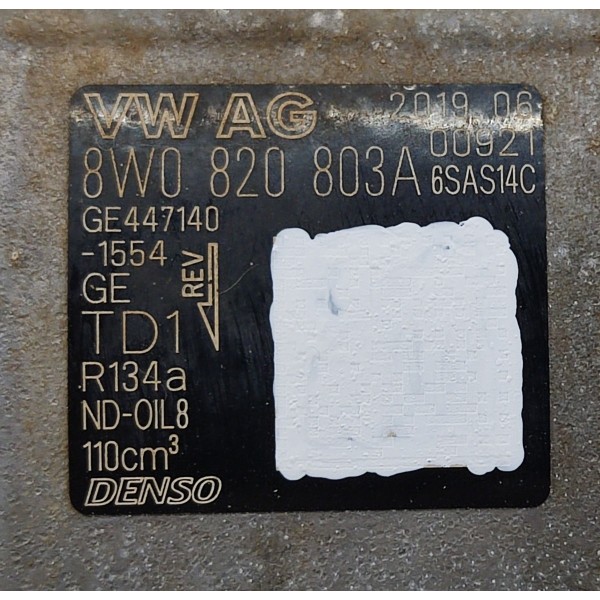 VW AG 2019 06
00921
8W0 820 803A 6SAS14C
GE447140
-1554
GE
REV
TD1
R134a
ND-OIL8
110cm³
DENSO